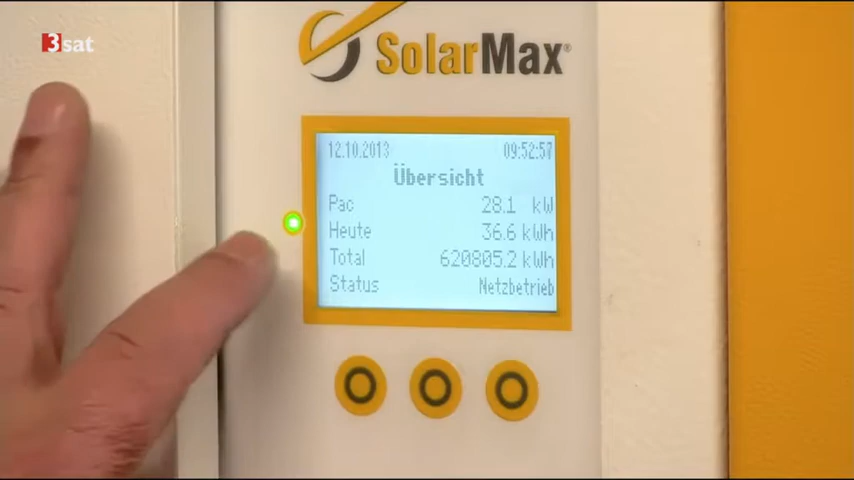 3sat
SolarMax®
12.10.2013 09:52:57
Übersicht
Pac 28.1 kW
Heute 36.6 kWh
Total 620805.2 kWh
Status Netzbetrieb